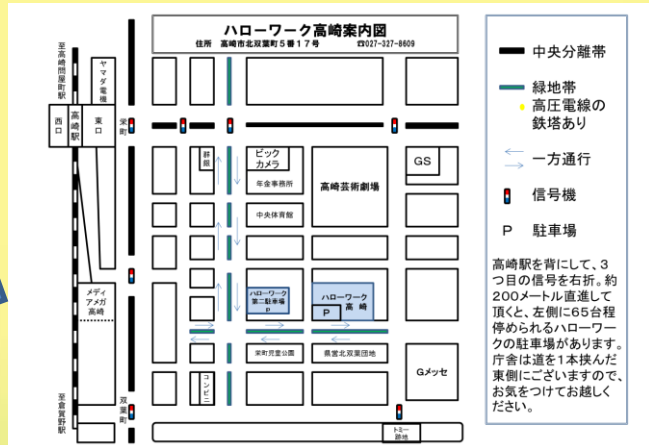 ハローワーク高崎案内図
住所 高崎市北双葉町5番17号 ☎027-327-8609
至高崎問屋町駅
ヤマダ電機
西口
高崎駅
東口
栄町
群銀
ビック
カメラ
年金事務所
高崎芸術劇場
GS
中央体育館
メディ
アメガ
高崎
ハローワーク
第二駐車場
P
ハローワーク
高崎
P
栄町児童公園
県営北双葉団地
Gメッセ
コンビニ
双葉町
至倉賀野駅
トミー
跡地
中央分離帯
緑地帯
高圧電線の
鉄塔あり
一方通行
信号機
P 駐車場
高崎駅を背にして、3
つ目の信号を右折。約
200メートル直進して
頂くと、左側に65台程
停められるハローワー
クの駐車場があります。
庁舎は道を1本挟んだ
東側にございますので、
お気をつけてお越しく
ださい。